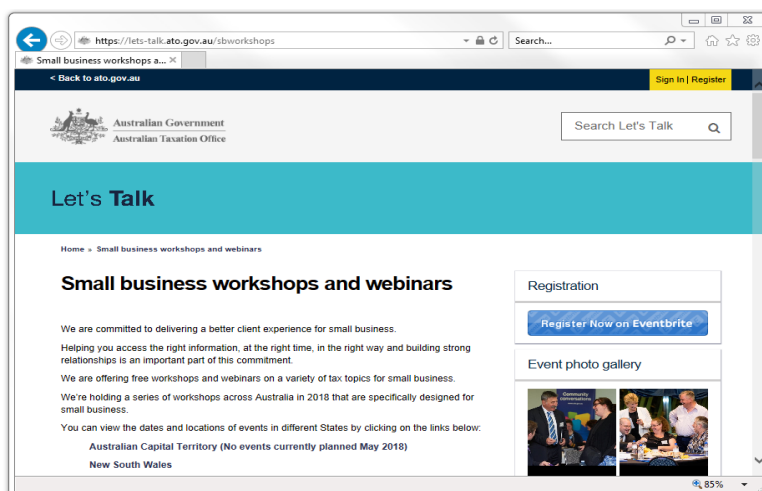 https://lets-talk.ato.gov.au/sbworkshops
Search...
Small business workshops a...
< Back to ato.gov.au
Sign In | Register
Australian Government
Australian Taxation Office
Search Let's Talk
Let's Talk
Home » Small business workshops and webinars
Small business workshops and webinars
We are committed to delivering a better client experience for small business.
Helping you access the right information, at the right time, in the right way and building strong
relationships is an important part of this commitment.
We are offering free workshops and webinars on a variety of tax topics for small business.
We're holding a series of workshops across Australia in 2018 that are specifically designed for
small business.
You can view the dates and locations of events in different States by clicking on the links below:
Australian Capital Territory (No events currently planned May 2018)
New South Wales
Registration
Register Now on Eventbrite
Event photo gallery
Community
conversations
85%